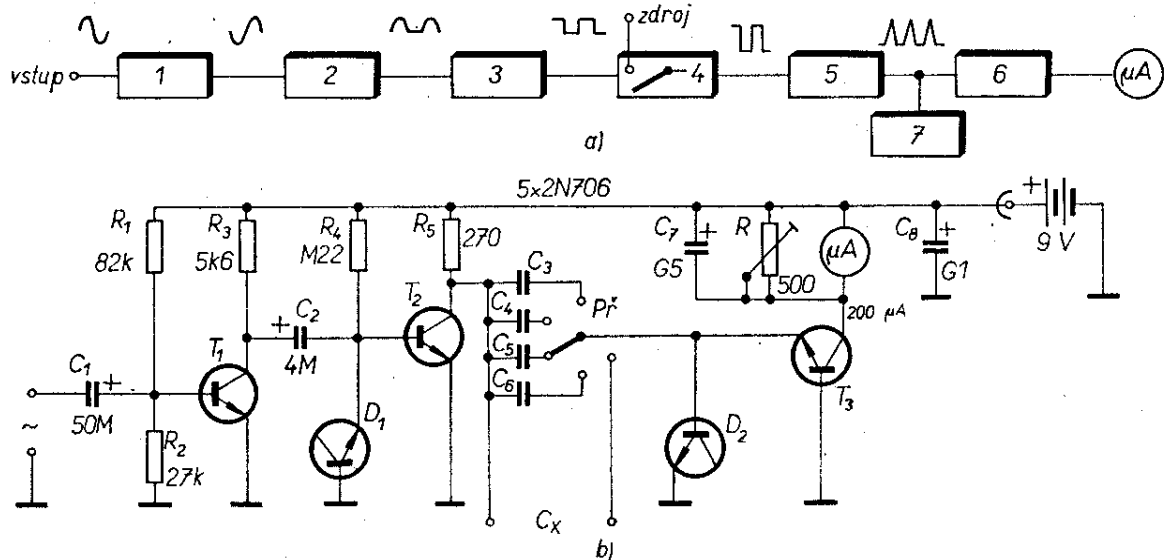 zdroj
vstup
1
2
3
4
5
6
μA
7
a)
5x2N706
R1
82k
R3
5k6
R4
M22
R5
270
C3
C4
C5
C6
Př
C7
G5
R
500
μA
C8
G1
9 V
200 μA
C1
50M
T1
C2
4M
T2
R2
27k
D1
D2
T3
Cx
b)
~